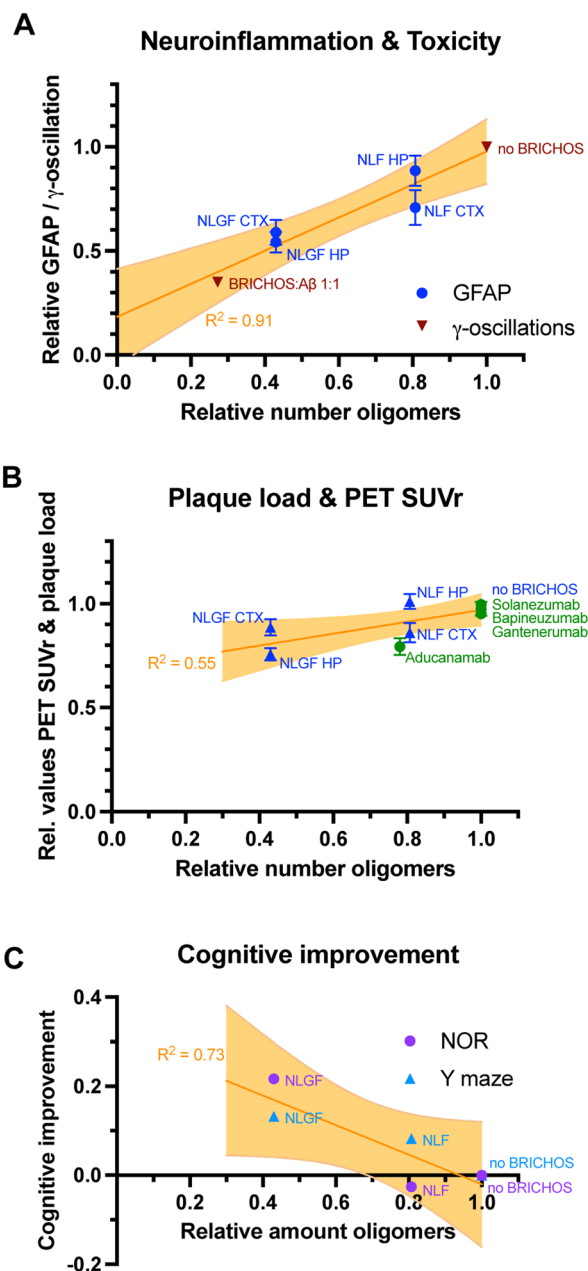 A
Neuroinflammation & Toxicity
Relative GFAP / γ-oscillation
1.0
0.5
0.0
NLF HP
no BRICHOS
NLGF CTX
NLF CTX
NLGF HP
BRICHOS:Aβ 1:1
R² = 0.91
GFAP
γ-oscillations
0.0 0.2 0.4 0.6 0.8 1.0
Relative number oligomers
B
Plaque load & PET SUVr
Rel. values PET SUVr & plaque load
1.0
0.5
0.0
NLF HP
no BRICHOS
Solanezumab
Bapineuzumab
Gantenerumab
NLGF CTX
NLF CTX
R² = 0.55
NLGF HP
Aducanamab
0.0 0.2 0.4 0.6 0.8 1.0
Relative number oligomers
C
Cognitive improvement
Cognitive improvement
0.4
0.2
0.0
-0.2
R² = 0.73
NOR
Y maze
NLGF
NLGF
NLF
no BRICHOS
NLF
no BRICHOS
0.2 0.4 0.6 0.8 1.0
Relative amount oligomers